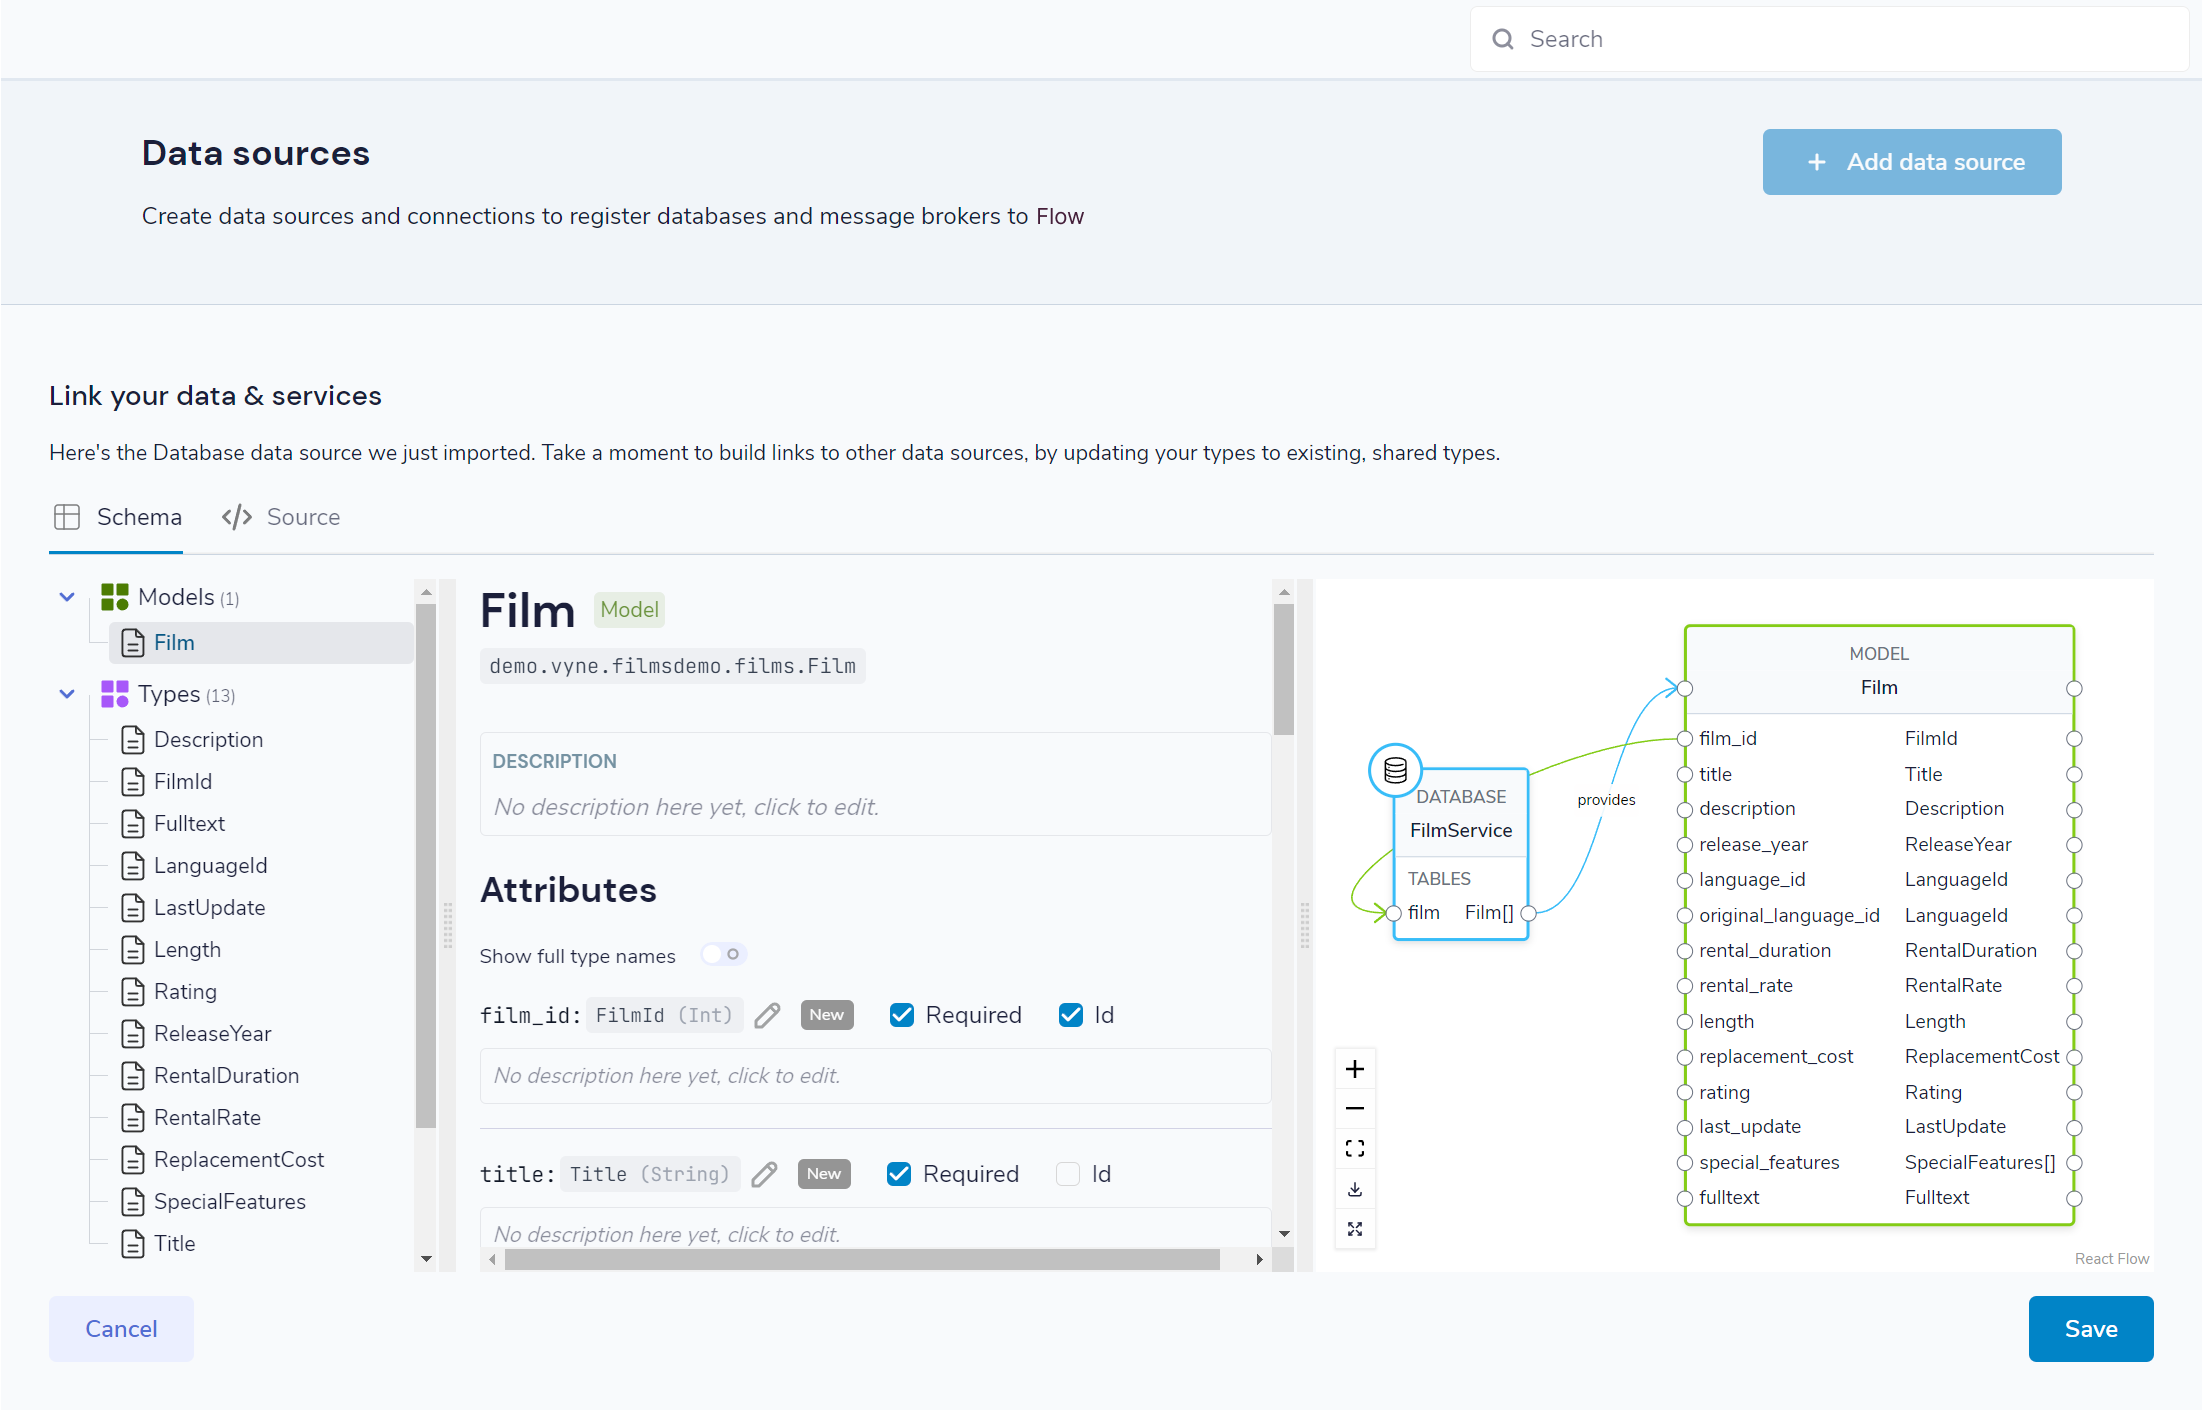 Search
Data sources
+ Add data source
Create data sources and connections to register databases and message brokers to Flow
Link your data & services
Here's the Database data source we just imported. Take a moment to build links to other data sources, by updating your types to existing, shared types.
Schema
Source
Models (1)
Film
Types (13)
Description
FilmId
Fulltext
LanguageId
LastUpdate
Length
Rating
ReleaseYear
RentalDuration
RentalRate
ReplacementCost
SpecialFeatures
Title
Film Model
demo.vyne.filmsdemo.films.Film
DESCRIPTION
No description here yet, click to edit.
Attributes
Show full type names
film_id: FilmId (Int) New Required Id
No description here yet, click to edit.
title: Title (String) New Required Id
No description here yet, click to edit.
DATABASE
FilmService
TABLES
film Film[]
provides
MODEL
Film
film_id FilmId
title Title
description Description
release_year ReleaseYear
language_id LanguageId
original_language_id LanguageId
rental_duration RentalDuration
rental_rate RentalRate
length Length
replacement_cost ReplacementCost
rating Rating
last_update LastUpdate
special_features SpecialFeatures[]
fulltext Fulltext
React Flow
Cancel
Save